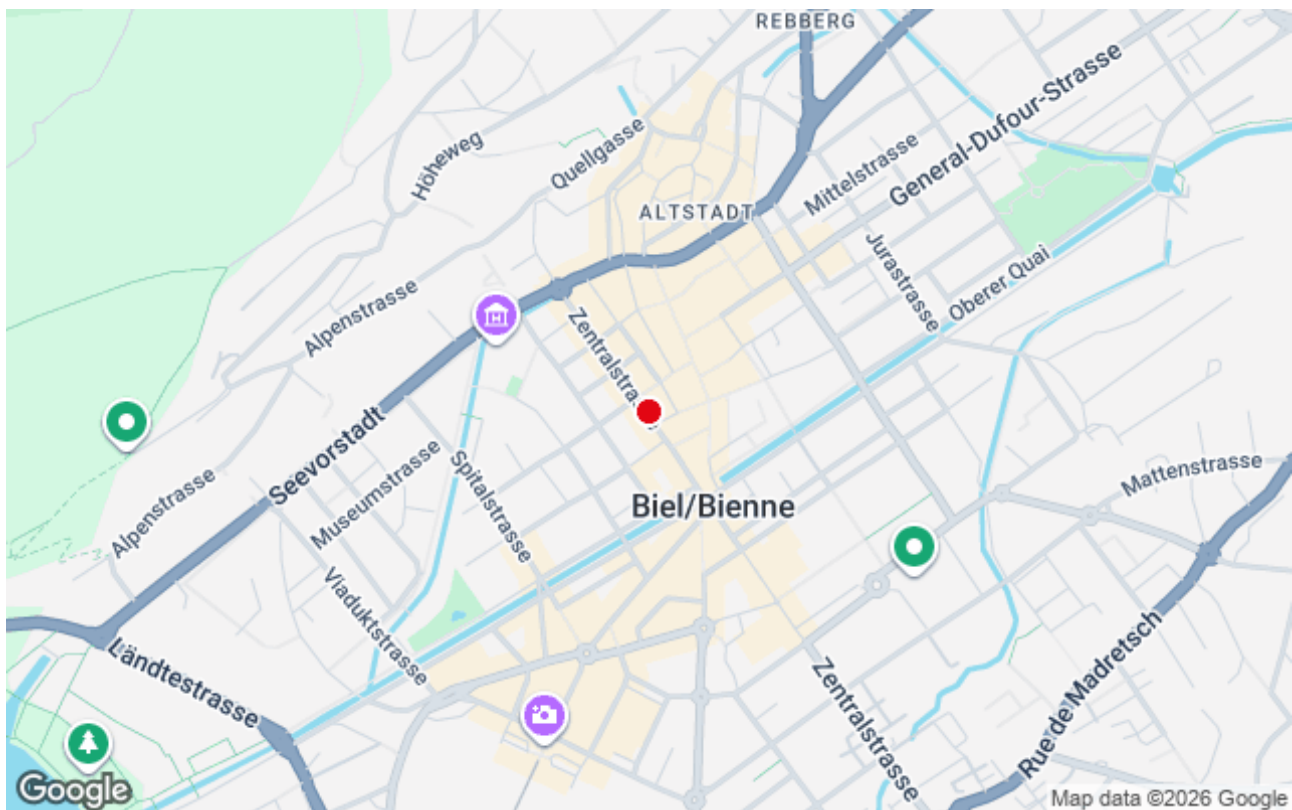 REBBERG
General-Dufour-Strasse
Mittelstrasse
Höheweg
Quellgasse
ALTSTADT
Jurastrasse
Oberer Quai
Alpenstrasse
Zentralstrasse
Seevorstadt
Museumstrasse
Spitalstrasse
Alpenstrasse
Mattenstrasse
Biel/Bienne
Viaduktstrasse
Ländtestrasse
Rue de Madretsch
Zentralstrasse
Google
Map data ©2026 Google